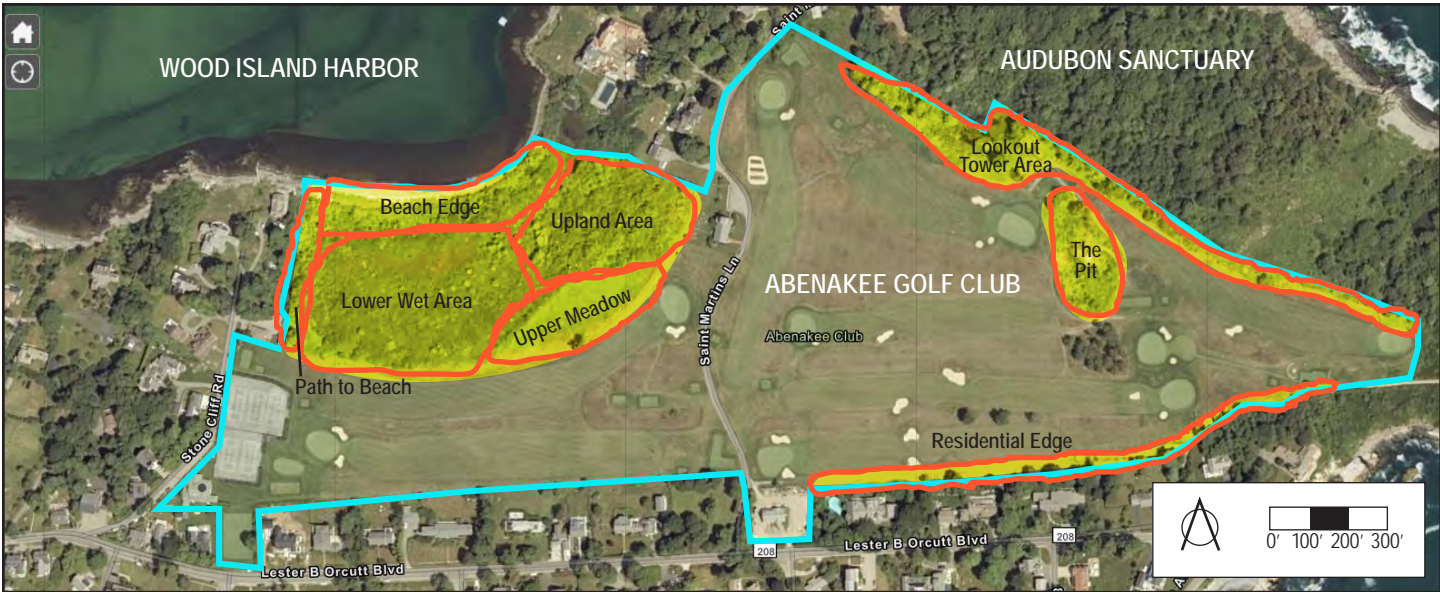 WOOD ISLAND HARBOR
AUDUBON SANCTUARY
Lookout
Tower Area
Beach Edge
Upland Area
The
Pit
Lower Wet Area
Upper Meadow
ABENAKEE GOLF CLUB
Saint Martins Ln
Abenakee Club
Path to Beach
Stone Cliff Rd
Residential Edge
208
Lester B Orcutt Blvd
208
Lester B Orcutt Blvd
0' 100' 200' 300'